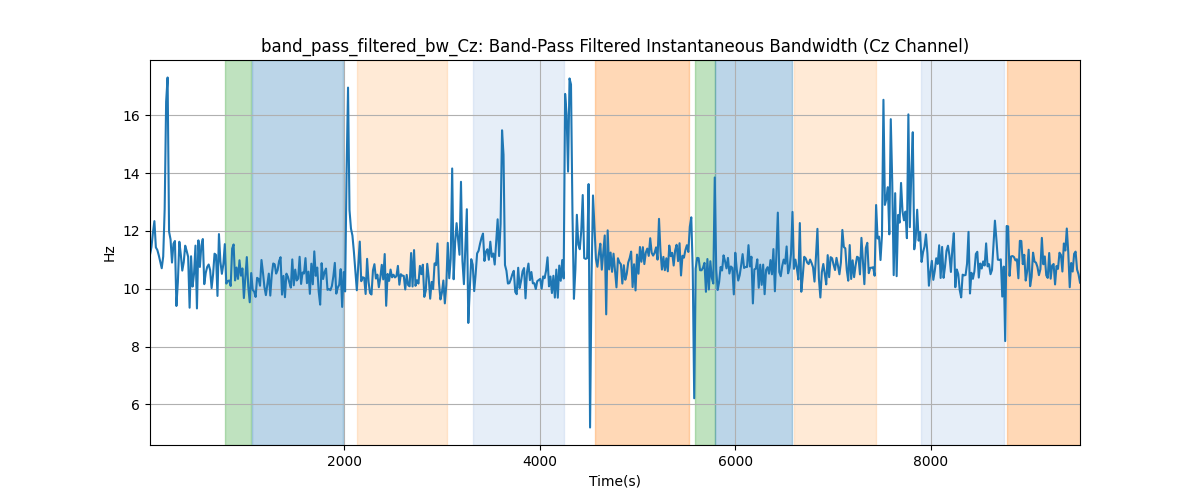 band_pass_filtered_bw_Cz: Band-Pass Filtered Instantaneous Bandwidth (Cz Channel)
16
14
12
10
8
6
Hz
2000 4000 6000 8000
Time(s)